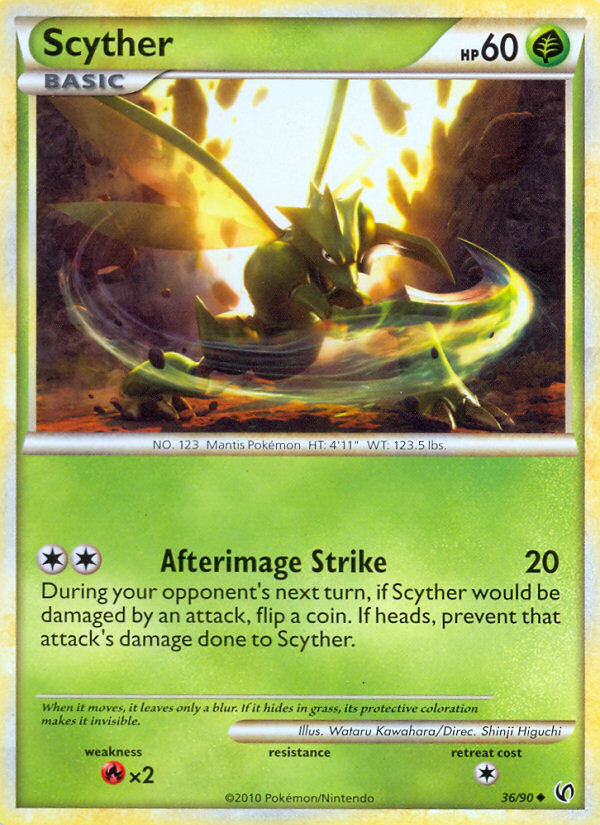 Scyther
HP 60
BASIC
NO. 123 Mantis Pokémon HT: 4'11" WT: 123.5 lbs.
Afterimage Strike 20
During your opponent's next turn, if Scyther would be
damaged by an attack, flip a coin. If heads, prevent that
attack's damage done to Scyther.
When it moves, it leaves only a blur. If it hides in grass, its protective coloration
makes it invisible.
Illus. Wataru Kawahara/Direc. Shinji Higuchi
weakness resistance retreat cost
×2
©2010 Pokémon/Nintendo 36/90